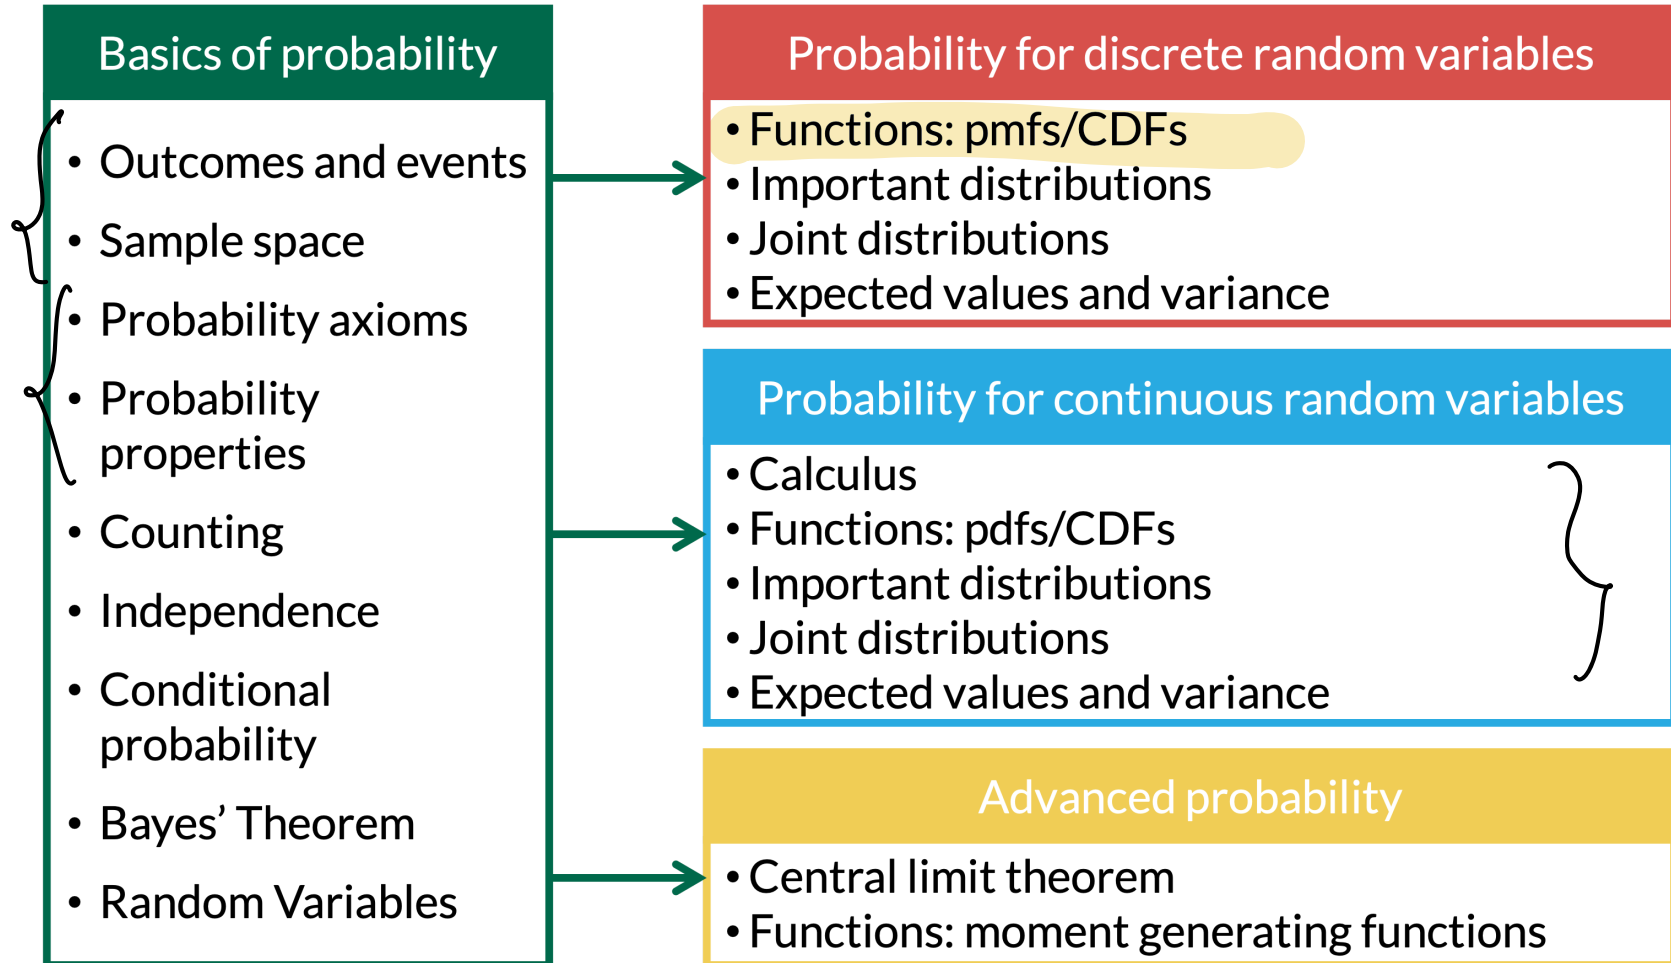 Basics of probability
• Outcomes and events
• Sample space
• Probability axioms
• Probability
properties
• Counting
• Independence
• Conditional
probability
• Bayes’ Theorem
• Random Variables
Probability for discrete random variables
• Functions: pmfs/CDFs
• Important distributions
• Joint distributions
• Expected values and variance
Probability for continuous random variables
• Calculus
• Functions: pdfs/CDFs
• Important distributions
• Joint distributions
• Expected values and variance
Advanced probability
• Central limit theorem
• Functions: moment generating functions